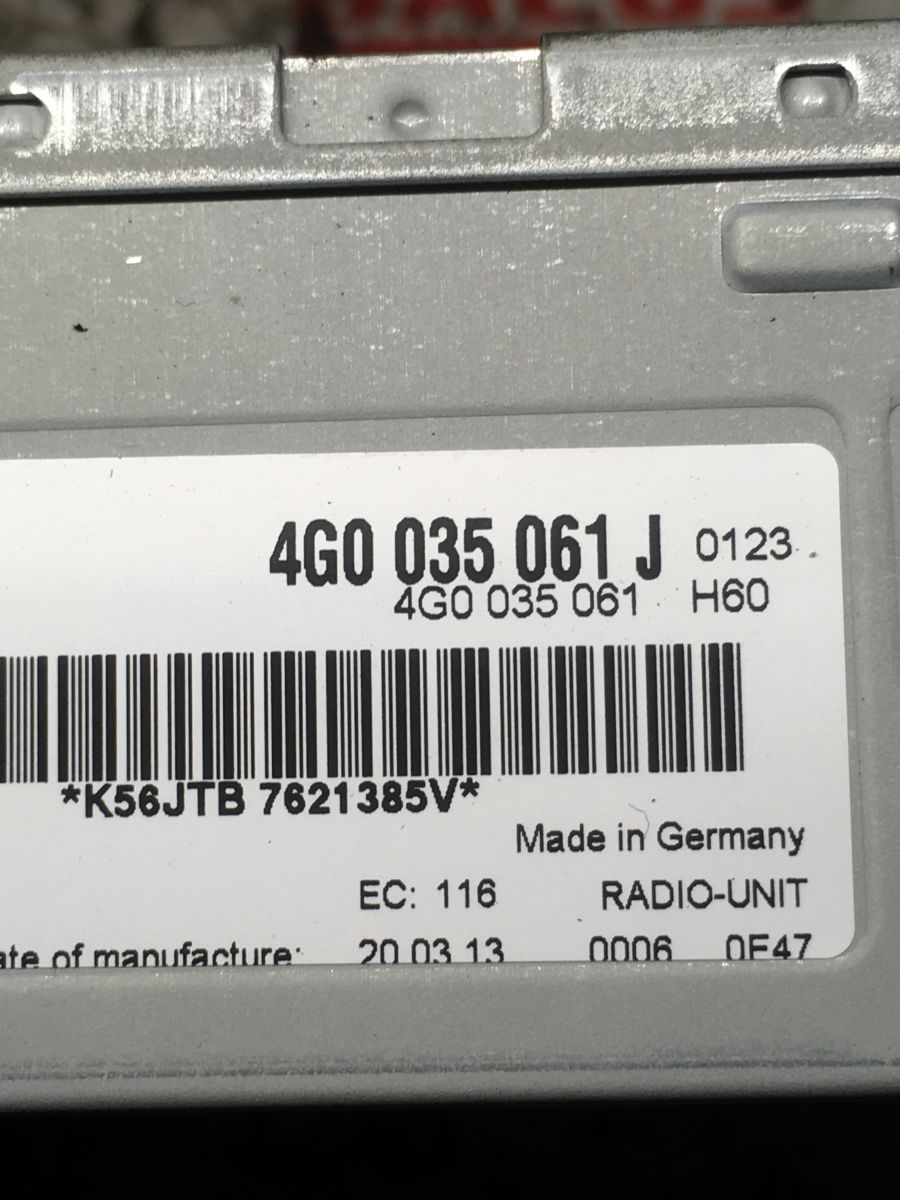 4G0 035 061 J 0123
4G0 035 061 H60
*K56JTB 7621385V*
Made in Germany
EC: 116 RADIO-UNIT
ate of manufacture: 20 03 13 0006 0F47